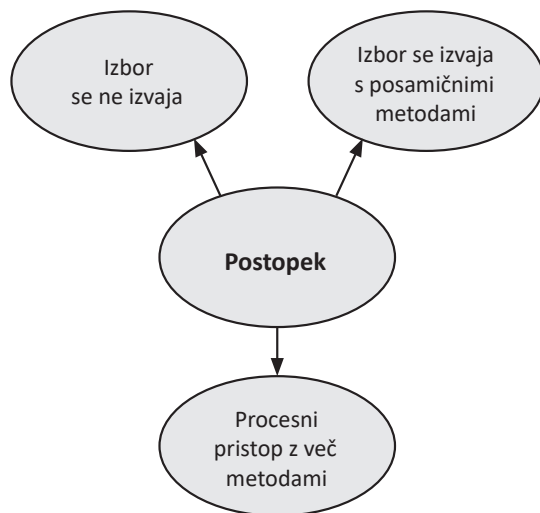 Izbor
se ne izvaja
Izbor se izvaja
s posamičnimi
metodami
Postopek
Procesni
pristop z več
metodami